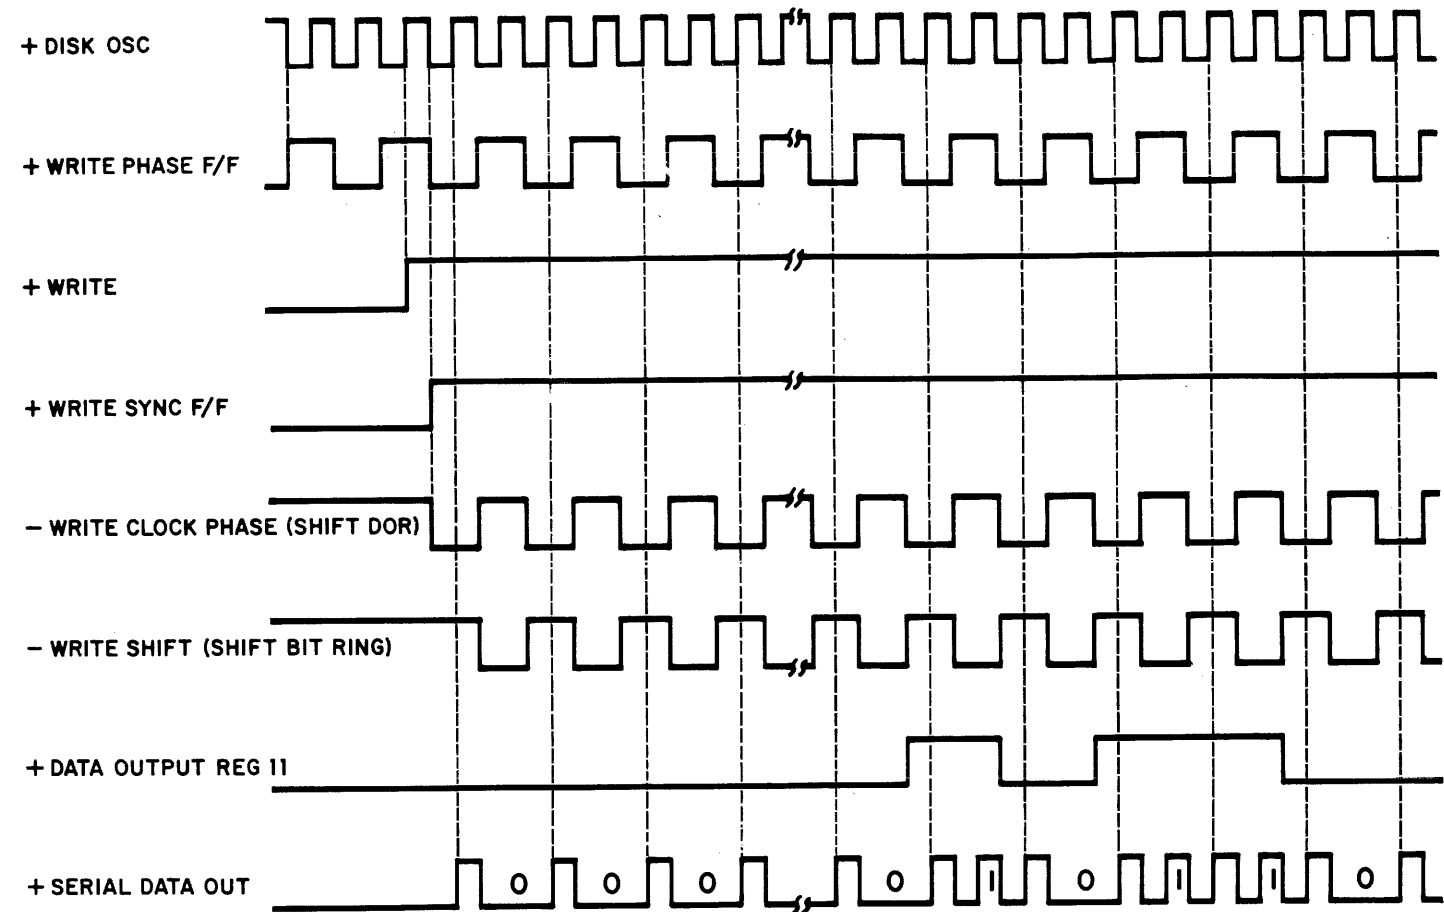 + DISK OSC
+ WRITE PHASE F/F
+ WRITE
+ WRITE SYNC F/F
− WRITE CLOCK PHASE (SHIFT DOR)
− WRITE SHIFT (SHIFT BIT RING)
+ DATA OUTPUT REG 11
+ SERIAL DATA OUT 0 0 0 0 1 0 1 1 0